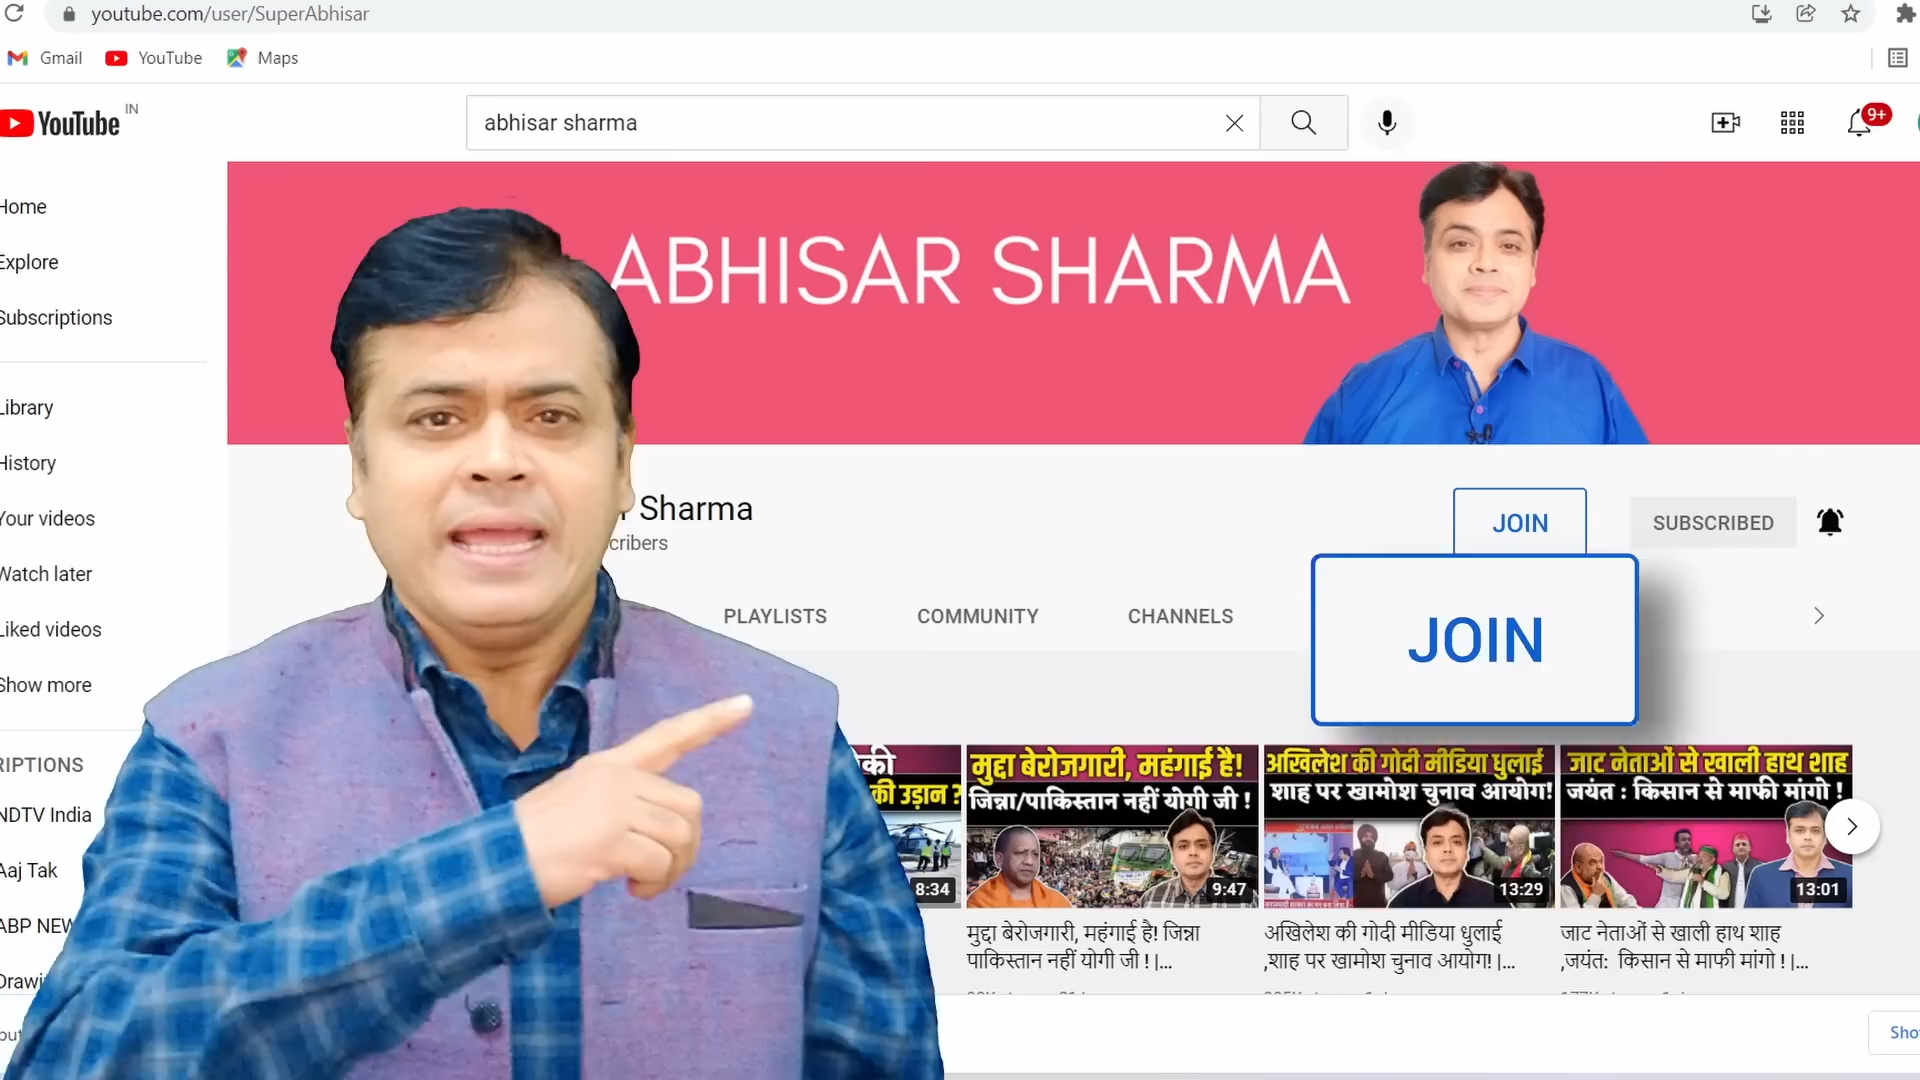 youtube.com/user/SuperAbhisar
Gmail
YouTube
Maps
YouTube IN
abhisar sharma
9+
Home
Explore
Subscriptions
Library
History
Your videos
Watch later
Liked videos
Show more
RIPTIONS
NDTV India
Aaj Tak
ABP NEW
Drawi
ABHISAR SHARMA
r Sharma
cribers
JOIN
SUBSCRIBED
JOIN
PLAYLISTS
COMMUNITY
CHANNELS
की
की उड़ान ?
8:34
मुद्दा बेरोजगारी, महंगाई है!
जिन्ना/पाकिस्तान नहीं योगी जी !
9:47
अखिलेश की गोदी मीडिया धुलाई
शाह पर खामोश चुनाव आयोग!
13:29
जाट नेताओं से खाली हाथ शाह
जयंत : किसान से माफी मांगो !
13:01
मुद्दा बेरोजगारी, महंगाई है! जिन्ना
पाकिस्तान नहीं योगी जी ! |...
अखिलेश की गोदी मीडिया धुलाई
,शाह पर खामोश चुनाव आयोग! |...
जाट नेताओं से खाली हाथ शाह
,जयंत: किसान से माफी मांगो ! |...
Sho